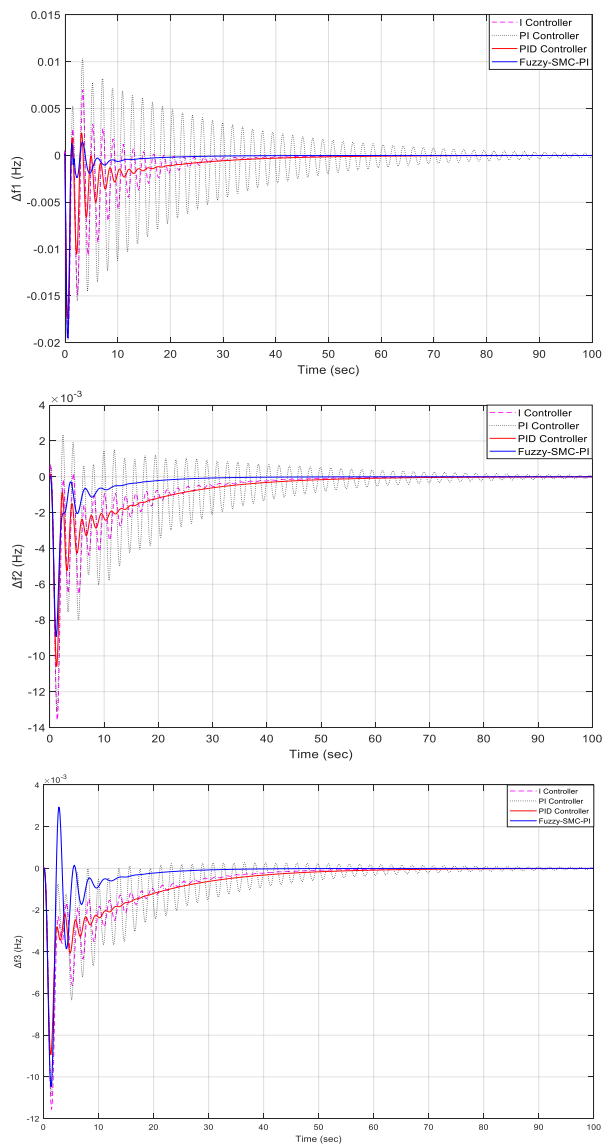 0.015
I Controller
PI Controller
PID Controller
Fuzzy-SMC-PI
0.01
0.005
0
-0.005
-0.01
-0.015
-0.02
Δf1 (Hz)
0 10 20 30 40 50 60 70 80 90 100
Time (sec)
×10⁻³
4
I Controller
PI Controller
PID Controller
Fuzzy-SMC-PI
2
0
-2
-4
-6
-8
-10
-12
-14
Δf2 (Hz)
0 10 20 30 40 50 60 70 80 90 100
Time (sec)
×10⁻³
4
I Controller
PI Controller
PID Controller
Fuzzy-SMC-PI
2
0
-2
-4
-6
-8
-10
-12
Δf3 (Hz)
0 10 20 30 40 50 60 70 80 90 100
Time (sec)